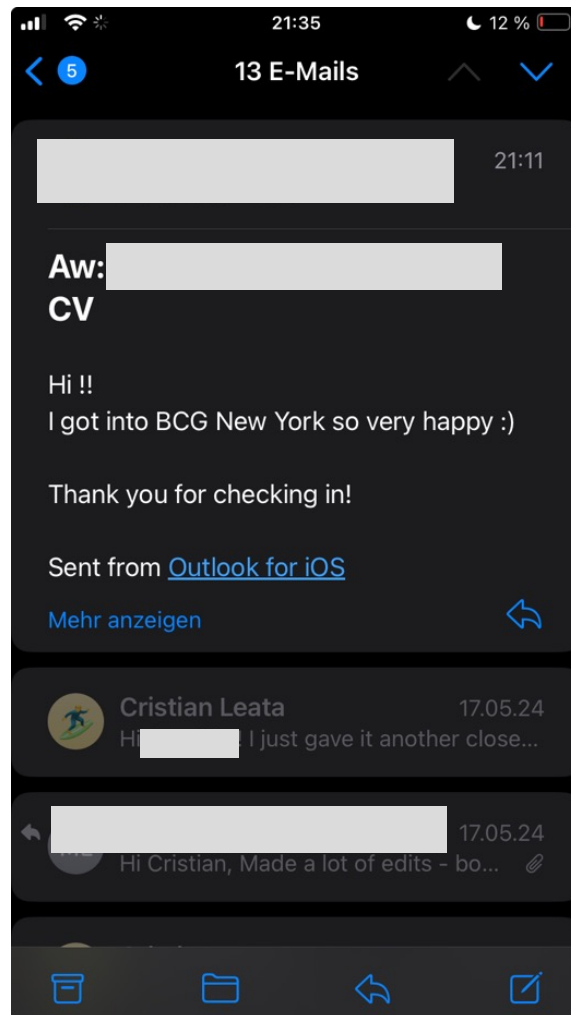 21:35
12 %
5
13 E-Mails
21:11
Aw:
CV
Hi !!
I got into BCG New York so very happy :)
Thank you for checking in!
Sent from Outlook for iOS
Mehr anzeigen
Cristian Leata
17.05.24
Hi ! I just gave it another close...
17.05.24
Hi Cristian, Made a lot of edits - bo...